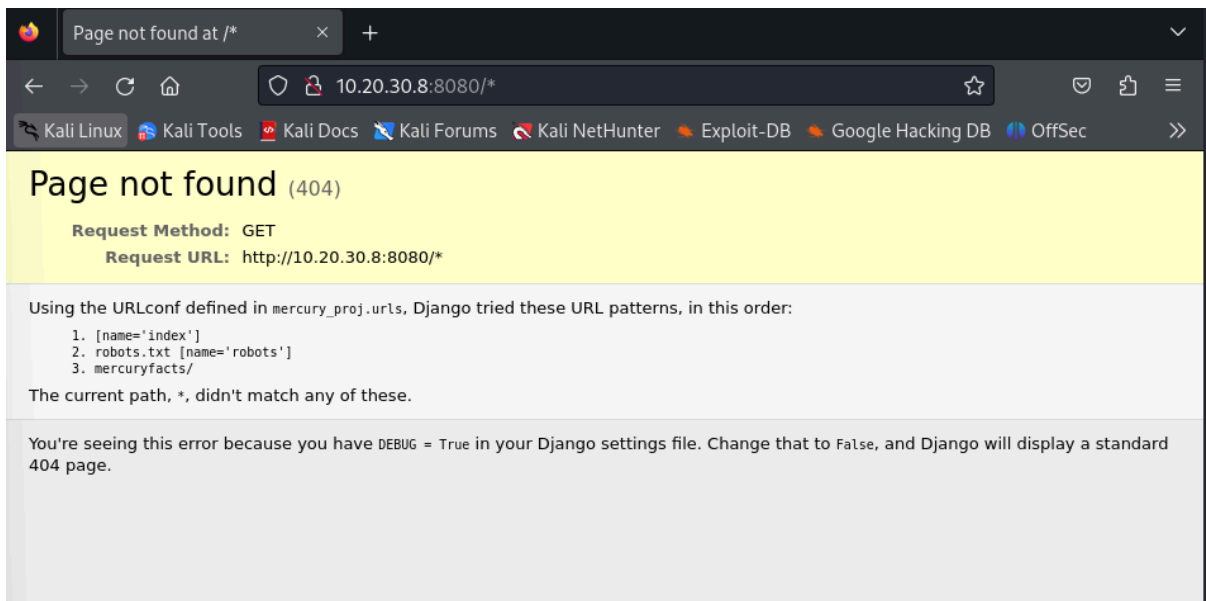 Page not found at /*
10.20.30.8:8080/*
Kali Linux Kali Tools Kali Docs Kali Forums Kali NetHunter Exploit-DB Google Hacking DB OffSec
Page not found (404)
Request Method: GET
Request URL: http://10.20.30.8:8080/*
Using the URLconf defined in mercury_proj.urls, Django tried these URL patterns, in this order:
1. [name='index']
2. robots.txt [name='robots']
3. mercuryfacts/
The current path, *, didn't match any of these.
You're seeing this error because you have DEBUG = True in your Django settings file. Change that to False, and Django will display a standard
404 page.